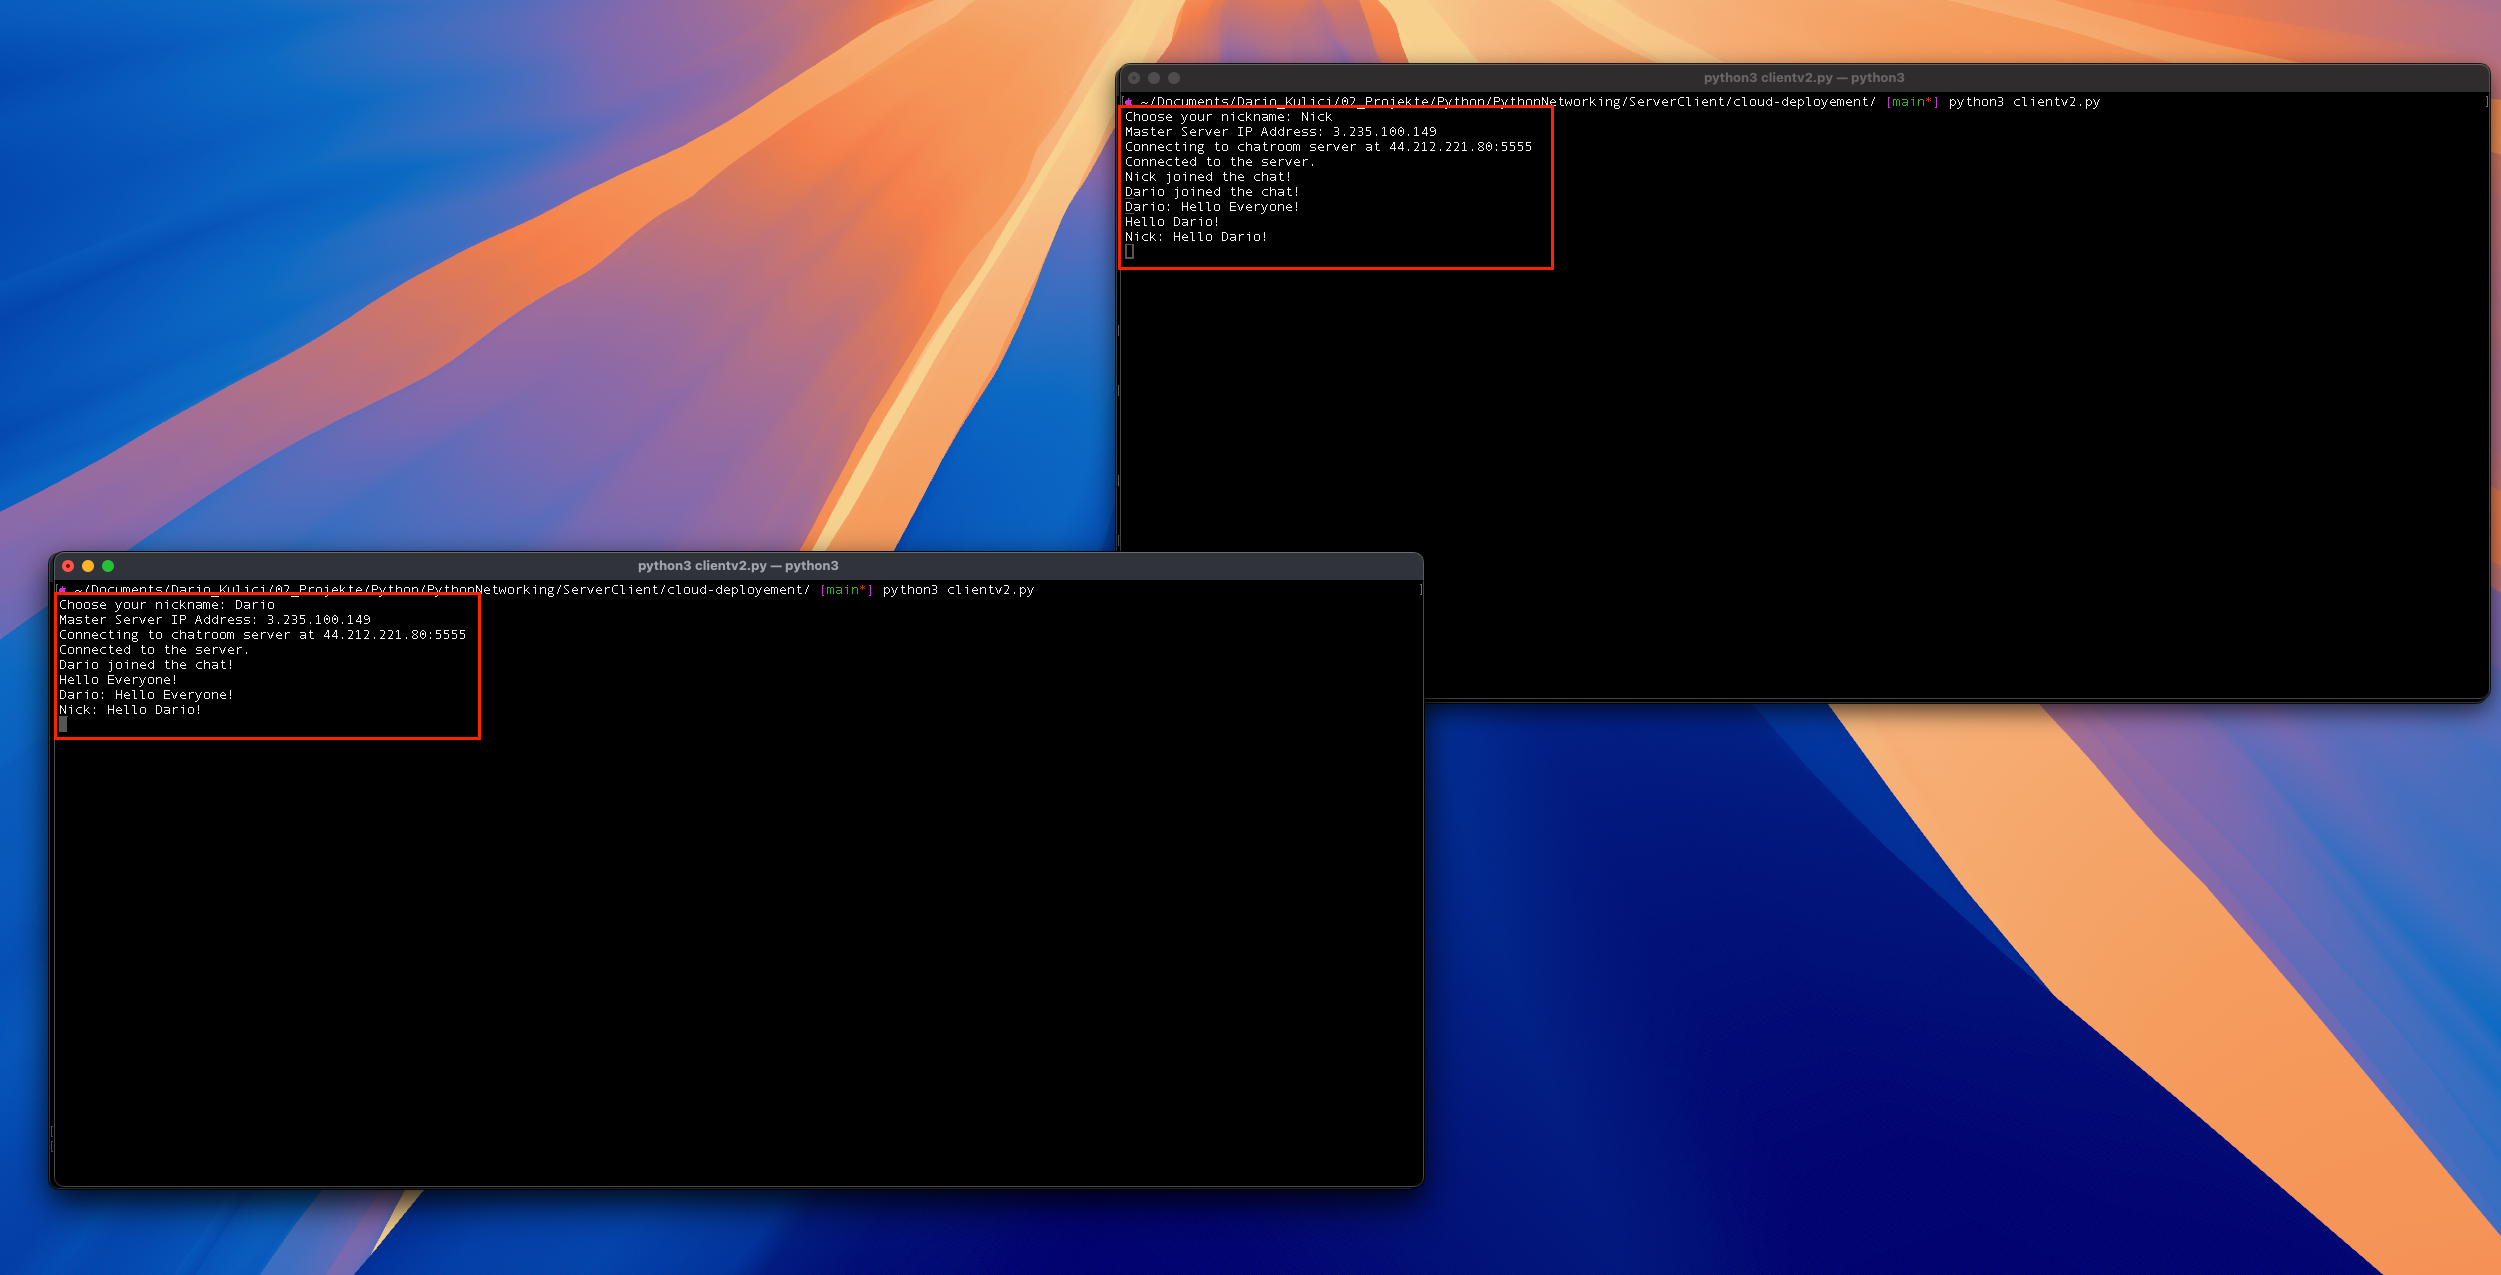 python3 clientv2.py — python3
~/Documents/Dario_Kulici/02_Projekte/Python/PythonNetworking/ServerClient/cloud-deployement/ [main*] python3 clientv2.py
Choose your nickname: Nick
Master Server IP Address: 3.235.100.149
Connecting to chatroom server at 44.212.221.80:5555
Connected to the server.
Nick joined the chat!
Dario joined the chat!
Dario: Hello Everyone!
Hello Dario!
Nick: Hello Dario!
python3 clientv2.py — python3
~/Documents/Dario_Kulici/02_Projekte/Python/PythonNetworking/ServerClient/cloud-deployement/ [main*] python3 clientv2.py
Choose your nickname: Dario
Master Server IP Address: 3.235.100.149
Connecting to chatroom server at 44.212.221.80:5555
Connected to the server.
Dario joined the chat!
Hello Everyone!
Dario: Hello Everyone!
Nick: Hello Dario!